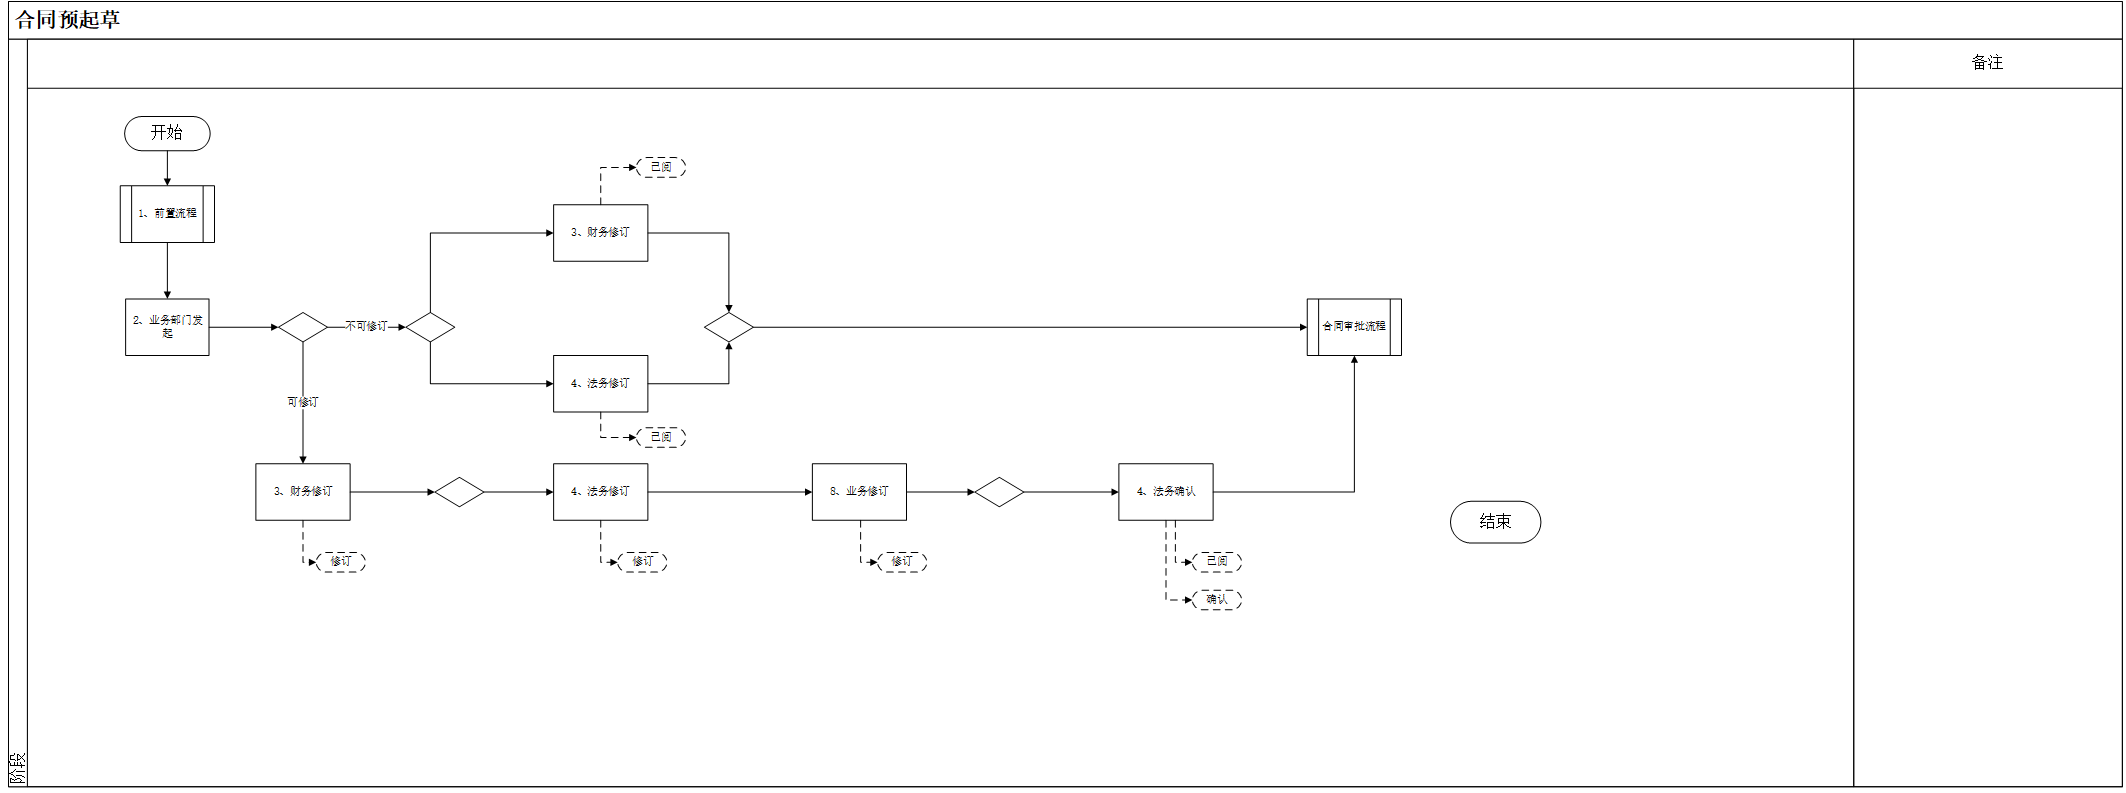 合同预起草
备注
开始
已阅
1、前置流程
3、财务修订
2、业务部门发
起
不可修订
合同审批流程
4、法务修订
可修订
已阅
3、财务修订
4、法务修订
8、业务修订
4、法务确认
结束
修订
修订
修订
已阅
确认
阶段